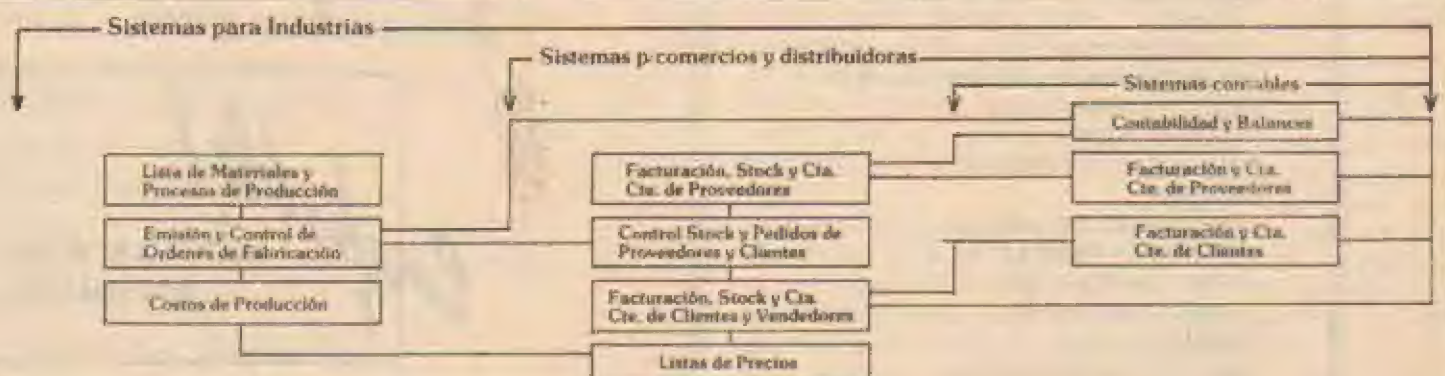 Sistemas para Industrias
Sistemas p/comercios y distribuidoras
Sistemas contables
Lista de Materiales y
Procesos de Producción
Emisión y Control de
Ordenes de Fabricación
Costos de Producción
Facturación, Stock y Cta.
Cte. de Proveedores
Control Stock y Pedidos de
Proveedores y Clientes
Facturación, Stock y Cta.
Cte. de Clientes y Vendedores
Listas de Precios
Contabilidad y Balances
Facturación y Cta.
Cte. de Proveedores
Facturación y Cta.
Cte. de Clientes